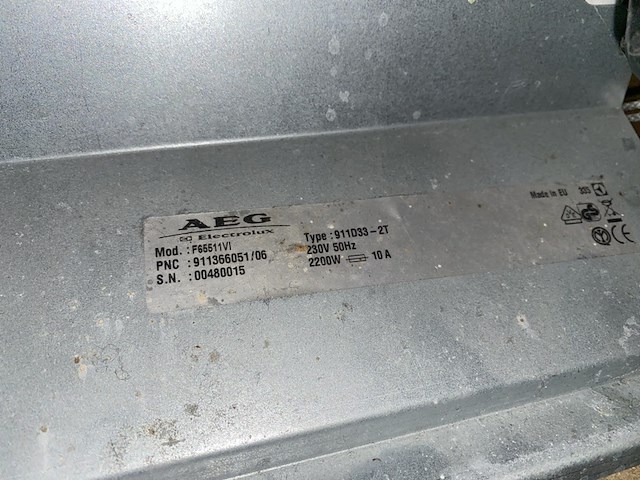 AEG
Electrolux
Mod. : F65511VI
PNC : 911366051/06
S.N. : 00480015
Type : 911D33-2T
230V 50Hz
2200W 10 A
Made in EU